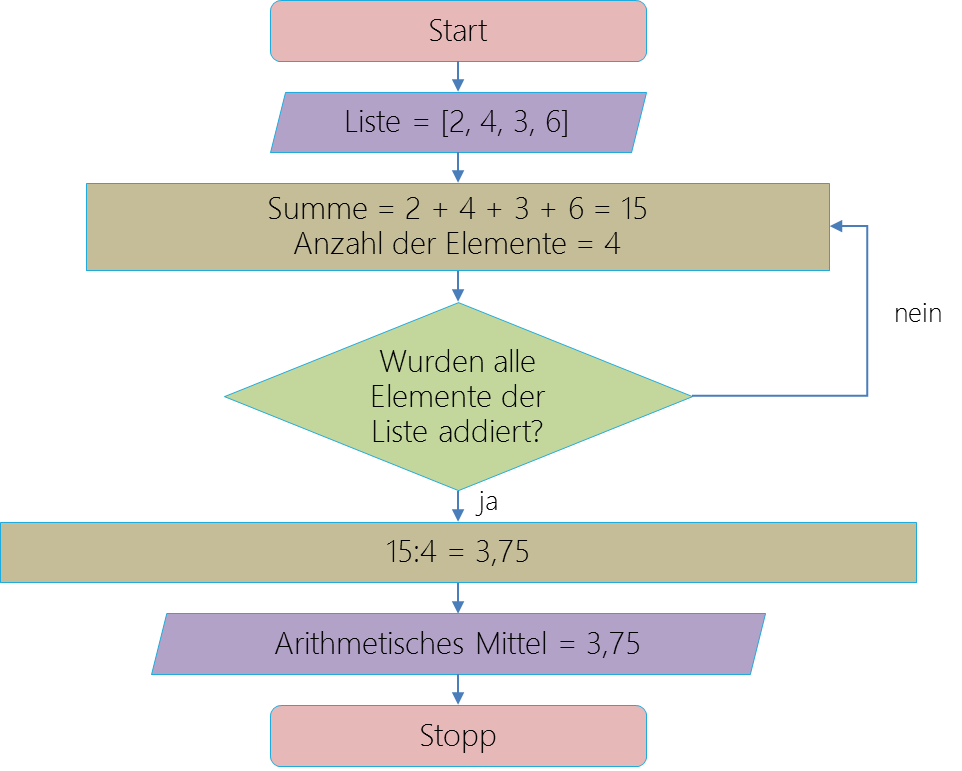 Start
Liste = [2, 4, 3, 6]
Summe = 2 + 4 + 3 + 6 = 15
Anzahl der Elemente = 4
nein
Wurden alle
Elemente der
Liste addiert?
ja
15:4 = 3,75
Arithmetisches Mittel = 3,75
Stopp